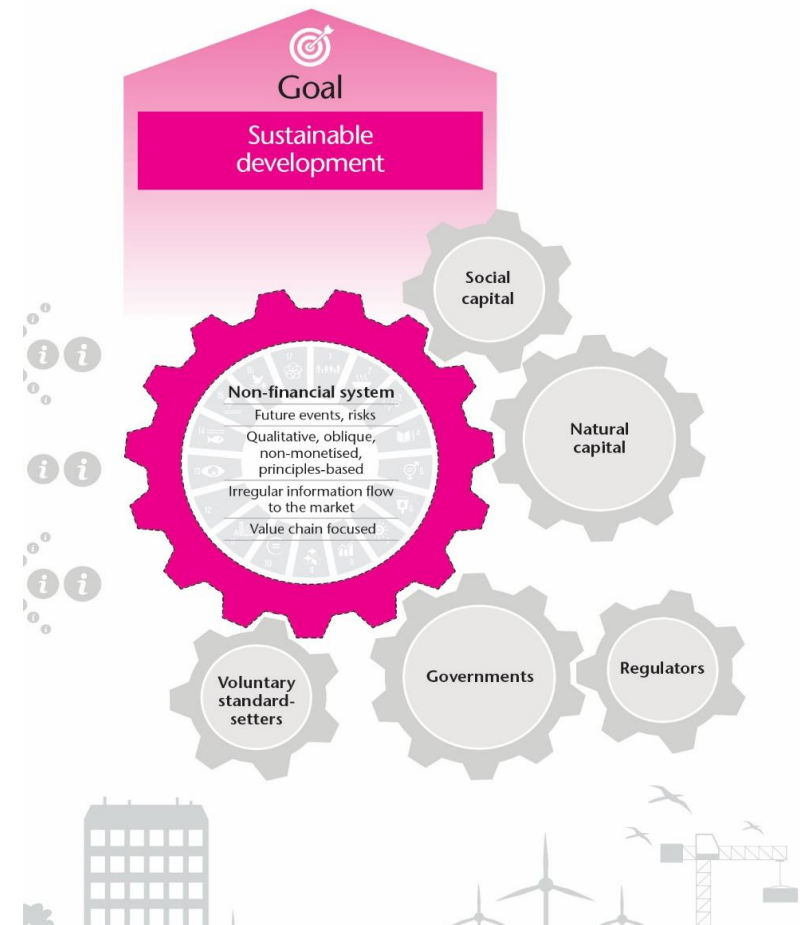 Goal
Sustainable
development
Social
capital
Non-financial system
Future events, risks
Qualitative, oblique,
non-monetised,
principles-based
Irregular information flow
to the market
Value chain focused
Natural
capital
Voluntary
standard-
setters
Governments
Regulators